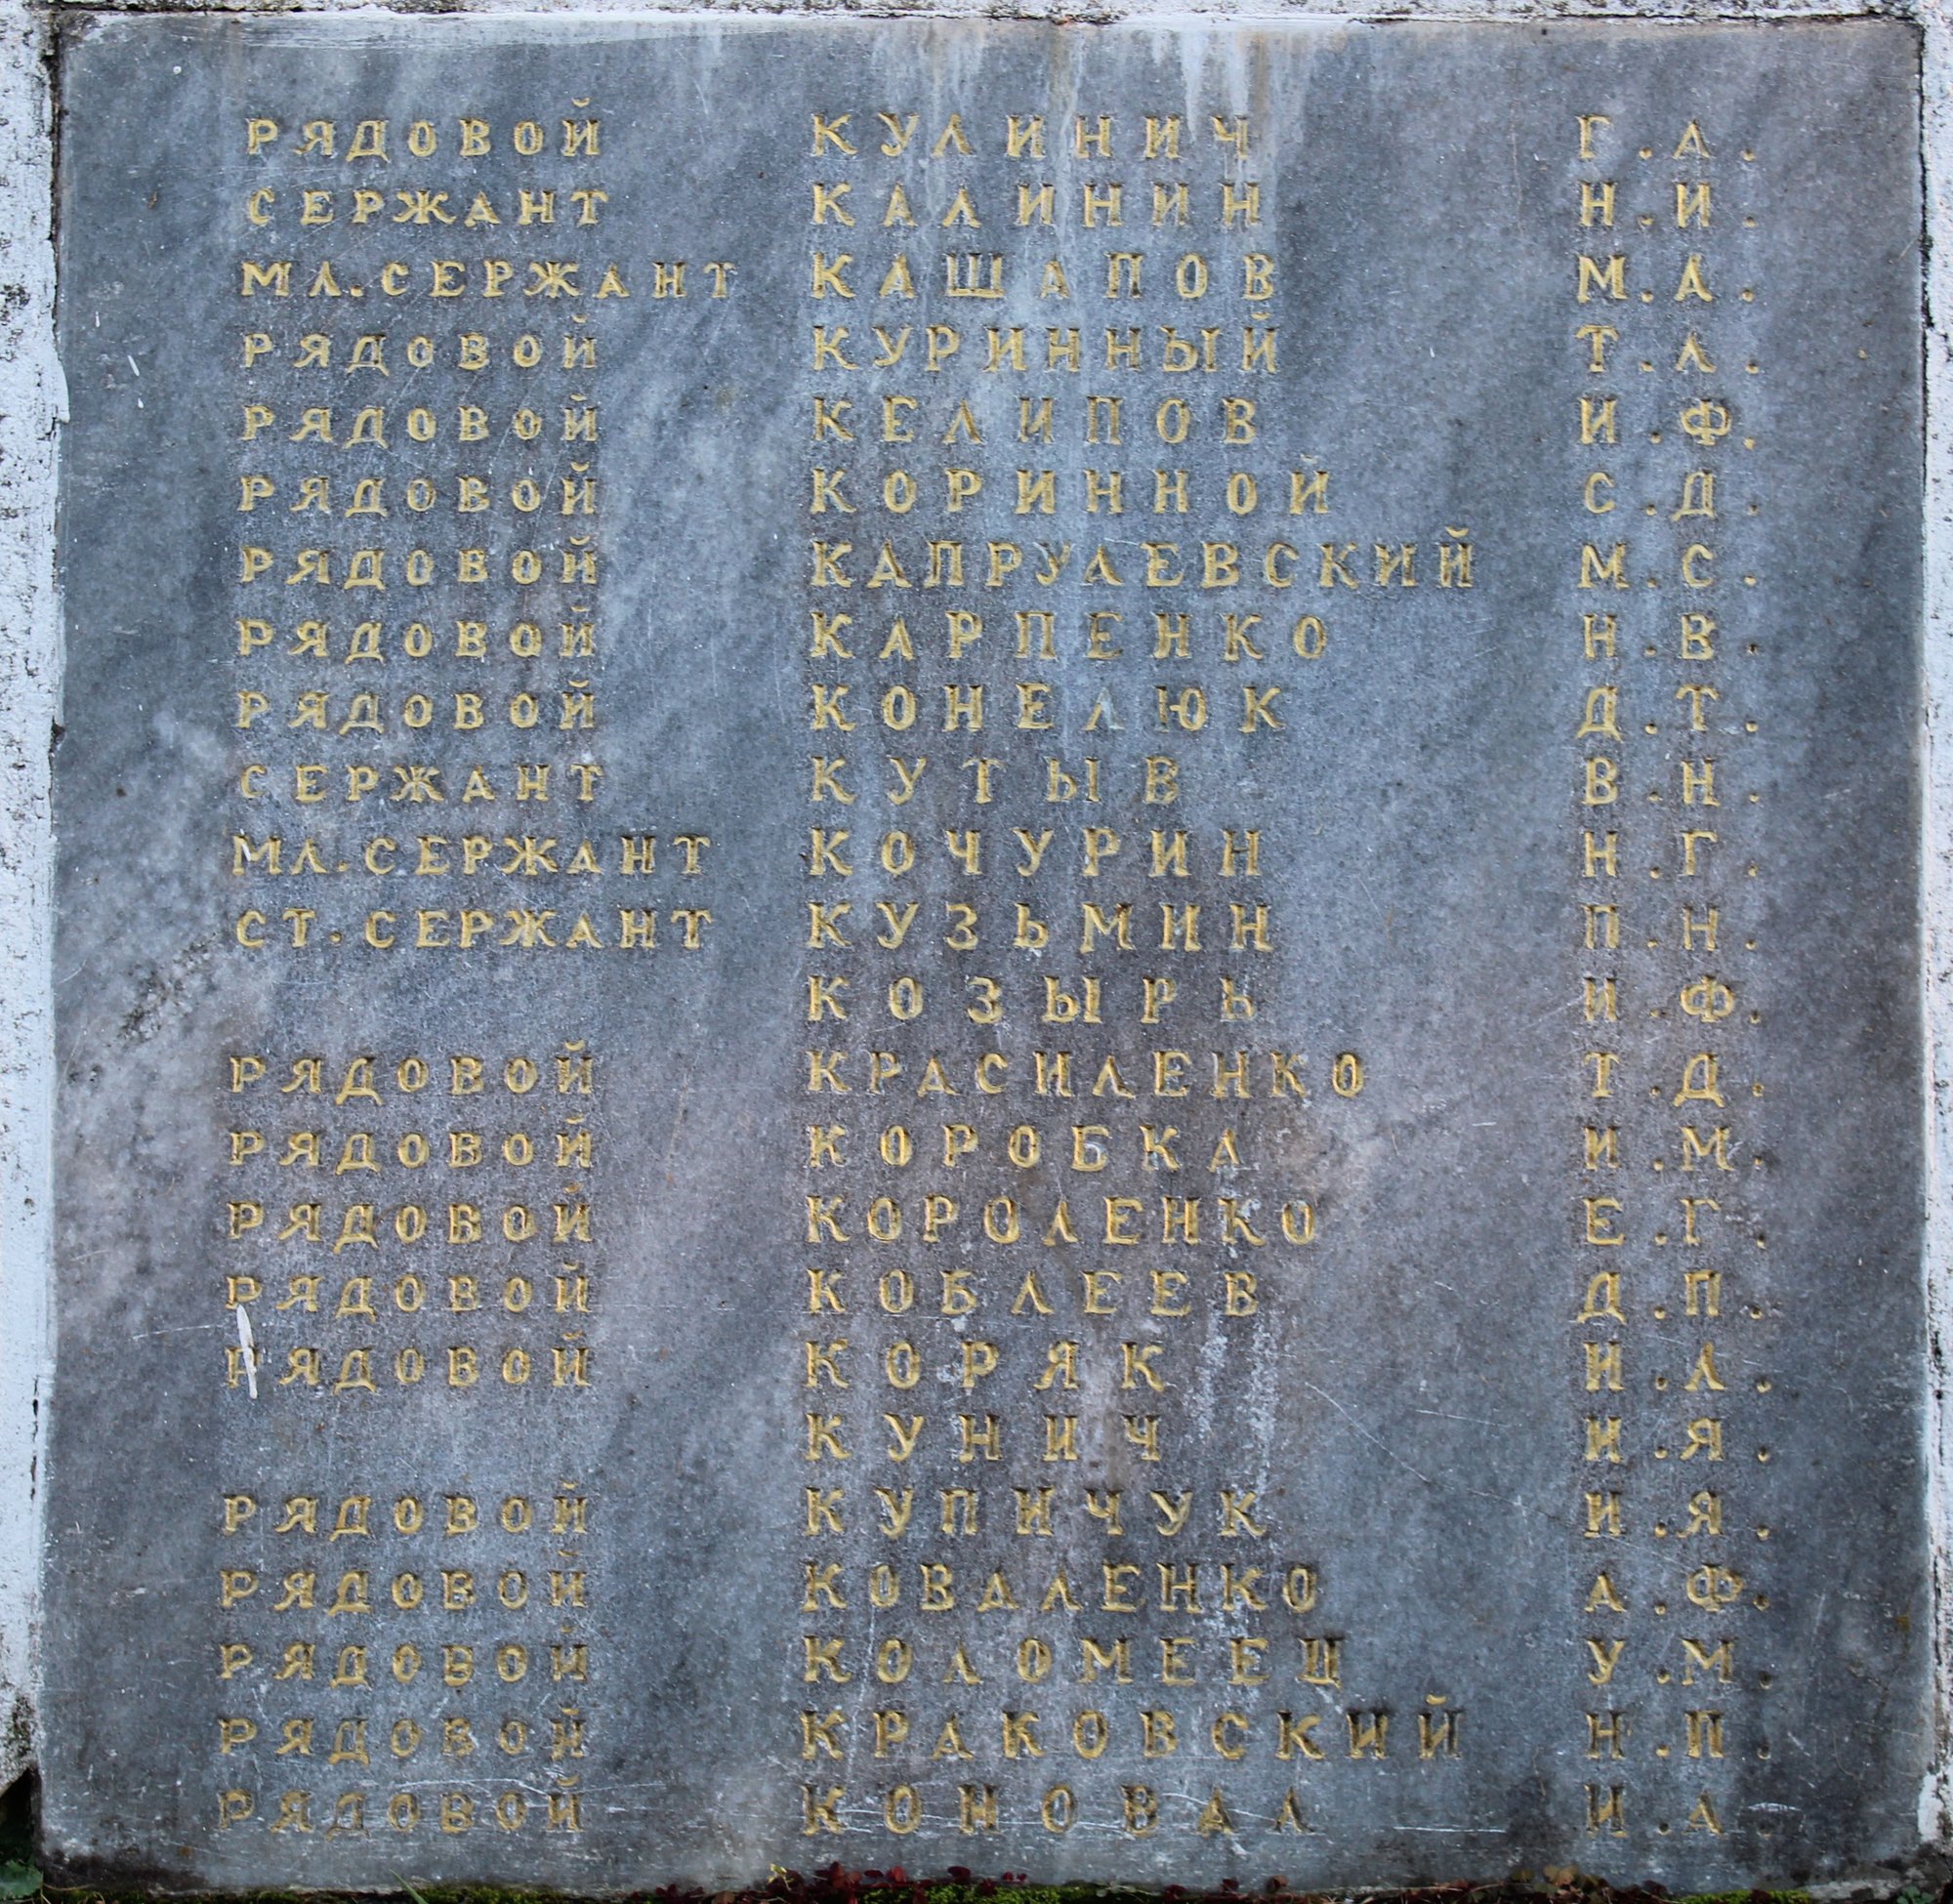 РЯДОВОЙ КУЛИНИЧ Г.А.
СЕРЖАНТ КАЛИНИН Н.И.
МЛ.СЕРЖАНТ КАШАПОВ М.А.
РЯДОВОЙ КУРИННЫЙ Т.Л.
РЯДОВОЙ КЕЛИПОВ И.Ф.
РЯДОВОЙ КОРИННОЙ С.Д.
РЯДОВОЙ КАПРУЛЕВСКИЙ М.С.
РЯДОВОЙ КАРПЕНКО Н.В.
РЯДОВОЙ КОНЕЛЮК Д.Т.
СЕРЖАНТ КУТЫВ В.Н.
МЛ.СЕРЖАНТ КОЧУРИН Н.Г.
СТ.СЕРЖАНТ КУЗЬМИН П.Н.
КОЗЫРЬ И.Ф.
РЯДОВОЙ КРАСИЛЕНКО Т.Д.
РЯДОВОЙ КОРОБКА И.М.
РЯДОВОЙ КОРОЛЕНКО Е.Г.
РЯДОВОЙ КОБЛЕЕВ Д.П.
РЯДОВОЙ КОРЯК И.Л.
КУНИЧ И.Я.
РЯДОВОЙ КУПИЧУК И.Я.
РЯДОВОЙ КОВАЛЕНКО А.Ф.
РЯДОВОЙ КОЛОМЕЕЦ У.М.
РЯДОВОЙ КРАКОВСКИЙ Н.П.
РЯДОВОЙ КОНОВАЛ И.А.